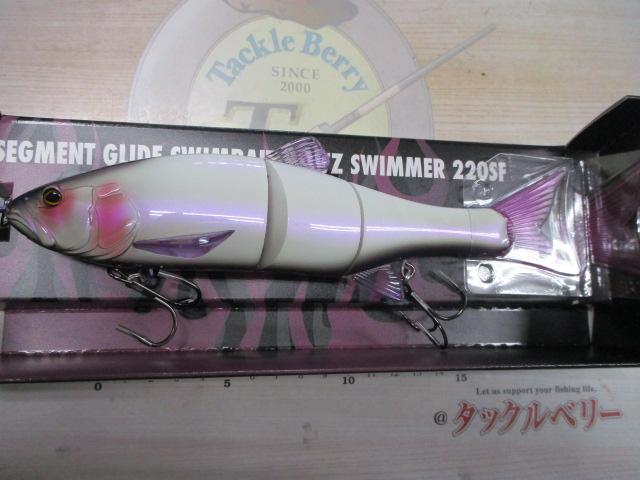 Tackle Berry
SINCE
2000
T
SEGMENT GLIDE SWIMBAIT SWIMMER 220SF
0 5 10 15
Let us support your fishing life.
@タックルベリー